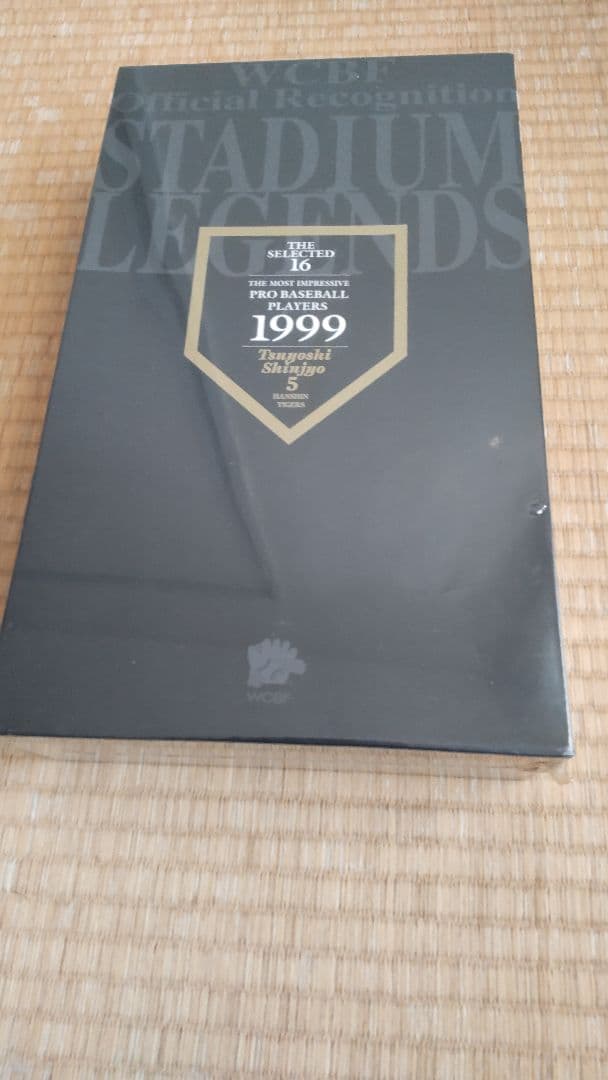 WCBF
Official Recognition
STADIUM
LEGENDS
THE
SELECTED
16
THE MOST IMPRESSIVE
PRO BASEBALL
PLAYERS
1999
Tsuyoshi
Shinjyo
5
HANSHIN
TIGERS
WCBF